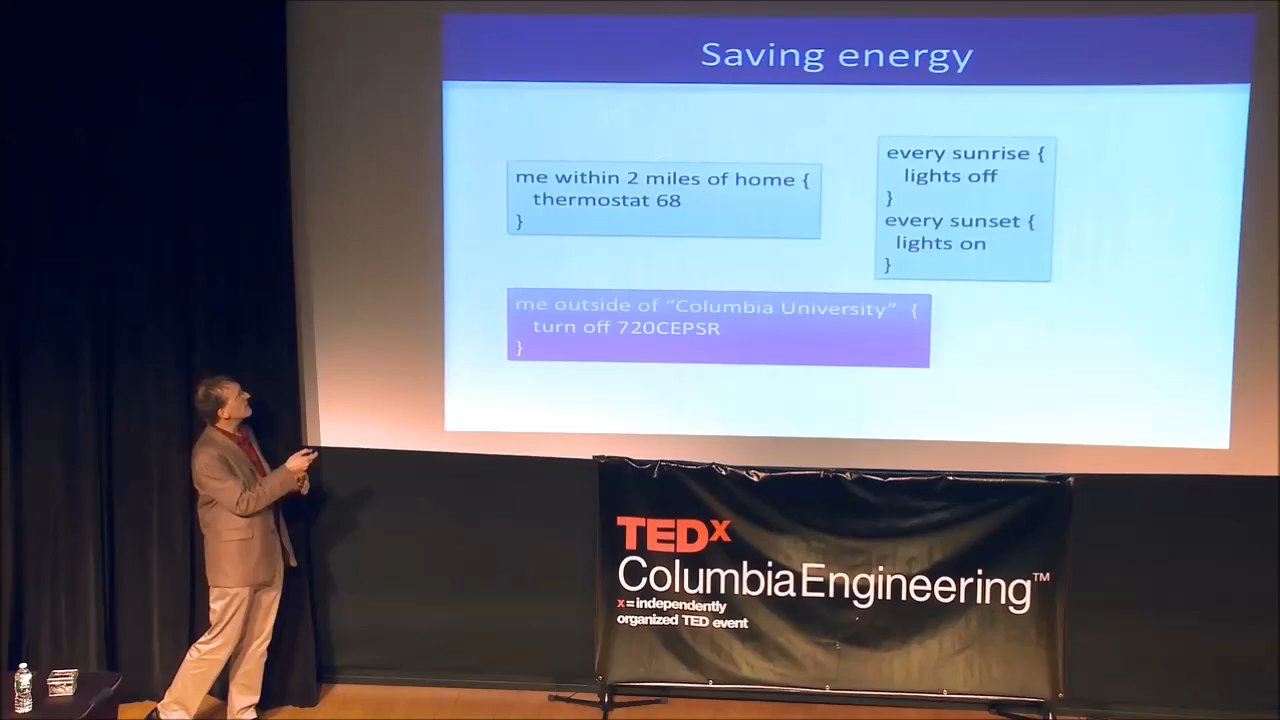 Saving energy
me within 2 miles of home {
thermostat 68
}
every sunrise {
lights off
}
every sunset {
lights on
}
me outside of “Columbia University” {
turn off 720CEPSR
}
TEDx
ColumbiaEngineering™
x=independently
organized TED event